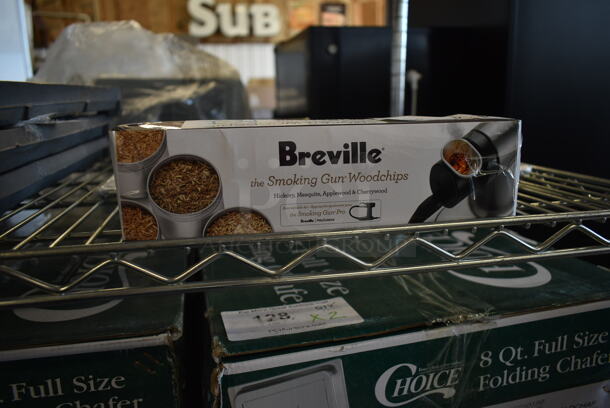 SUB
Breville
the Smoking Gun Woodchips
Hickory, Mesquite, Applewood & Cherrywood
the Smoking Gun Pro
Breville
128, x2
CHOICE
8 Qt. Full Size
Folding Chafer
Full Size
Chafer